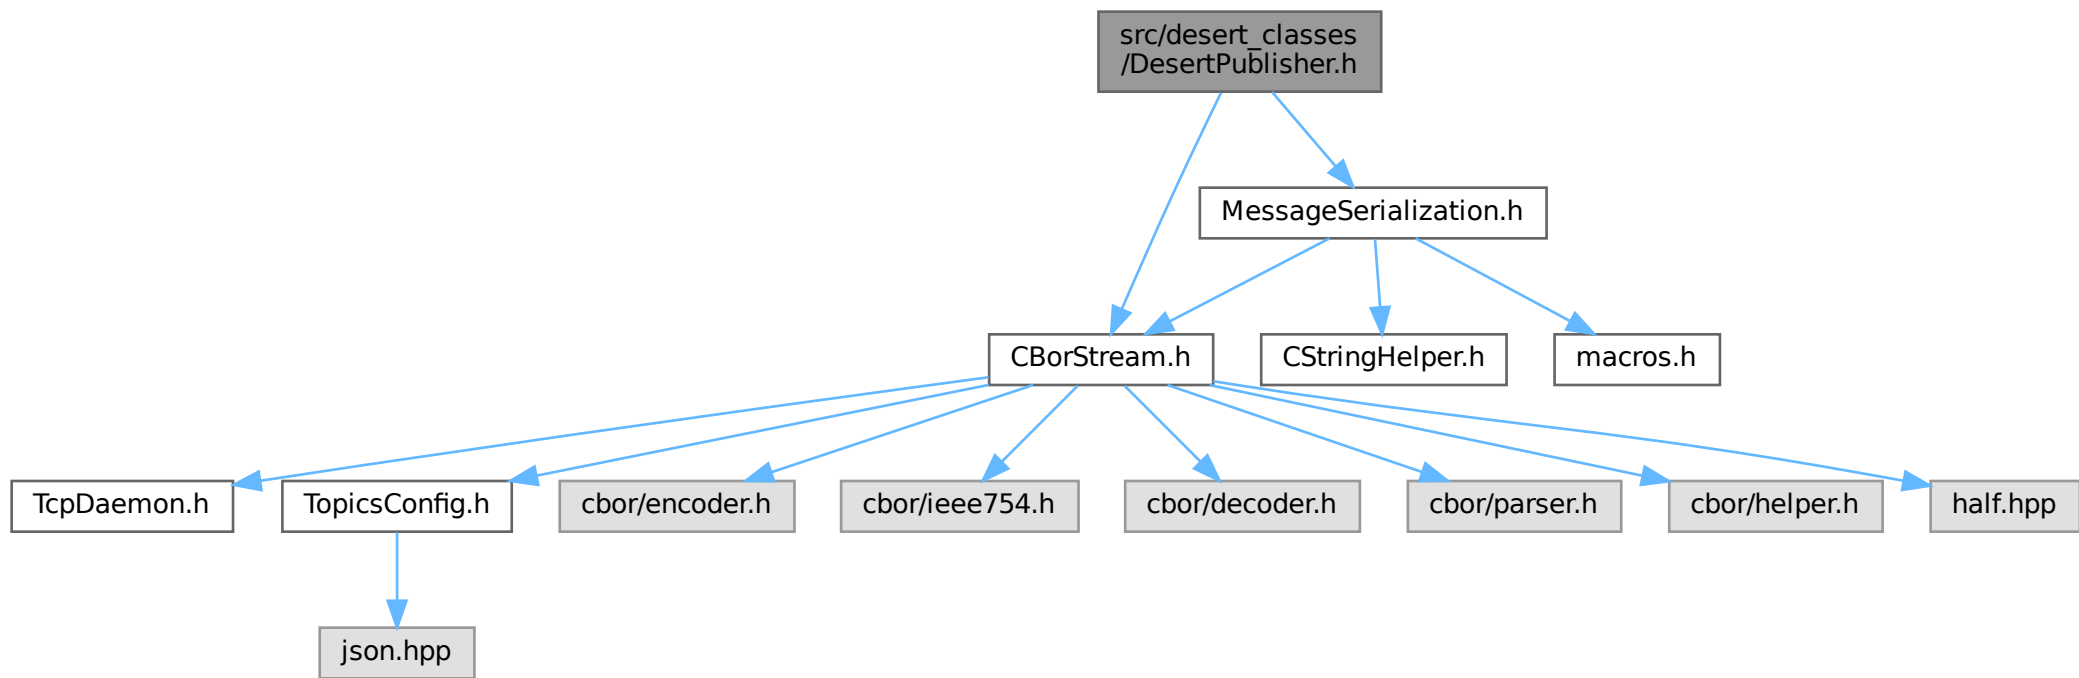 src/desert_classes
/DesertPublisher.h
MessageSerialization.h
CBorStream.h
CStringHelper.h
macros.h
TcpDaemon.h
TopicsConfig.h
cbor/encoder.h
cbor/ieee754.h
cbor/decoder.h
cbor/parser.h
cbor/helper.h
half.hpp
json.hpp